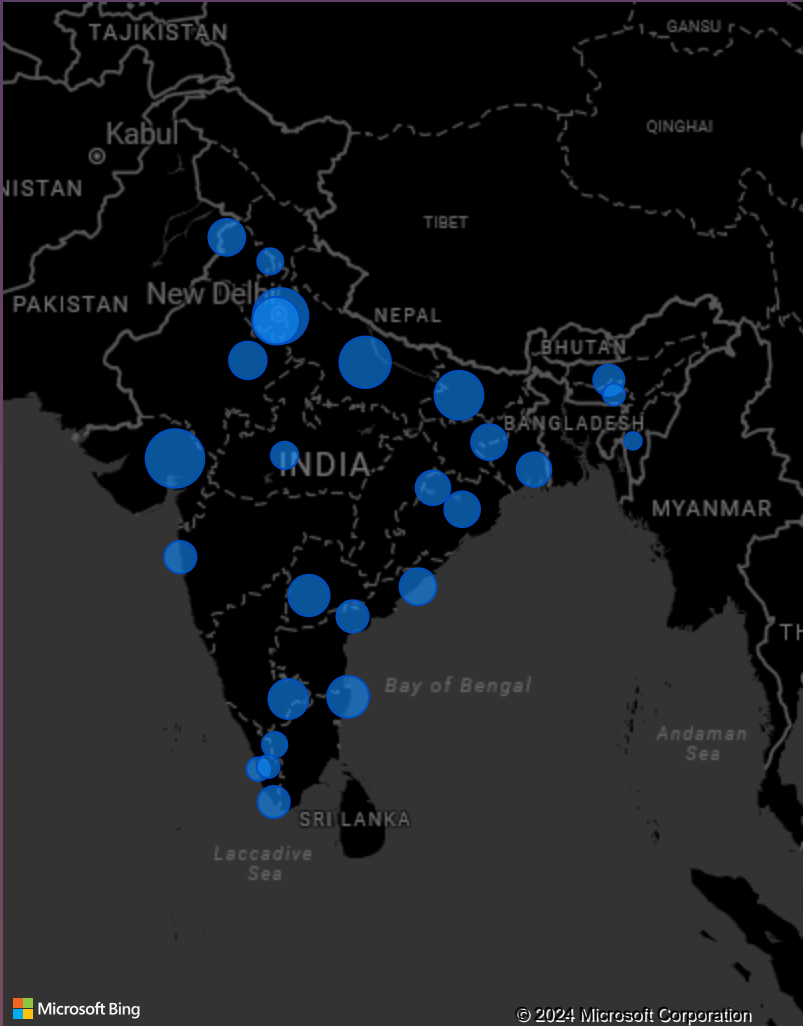 TAJIKISTAN
GANSU
Kabul
QINGHAI
NISTAN
TIBET
New Delhi
PAKISTAN
NEPAL
BHUTAN
BANGLADESH
INDIA
MYANMAR
TH
Bay of Bengal
Andaman
Sea
SRI LANKA
Laccadive
Sea
Microsoft Bing
© 2024 Microsoft Corporation